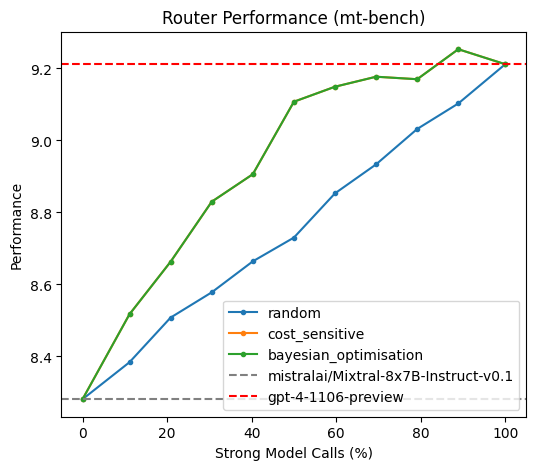 Router Performance (mt-bench)
Performance
9.2
9.0
8.8
8.6
8.4
random
cost_sensitive
bayesian_optimisation
mistralai/Mixtral-8x7B-Instruct-v0.1
gpt-4-1106-preview
0
20
40
60
80
100
Strong Model Calls (%)